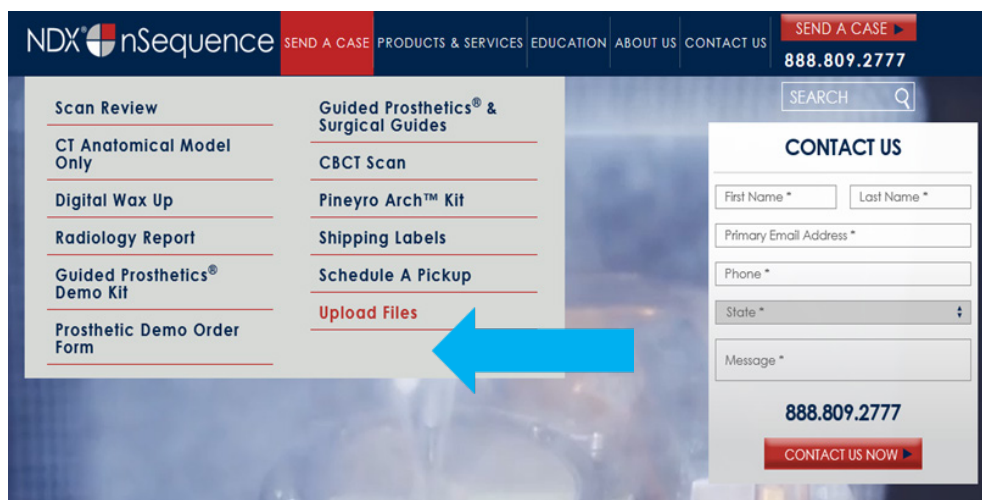 NDX® nSequence
SEND A CASE PRODUCTS & SERVICES EDUCATION ABOUT US CONTACT US
SEND A CASE
888.809.2777
SEARCH
Scan Review
CT Anatomical Model
Only
Digital Wax Up
Radiology Report
Guided Prosthetics®
Demo Kit
Prosthetic Demo Order
Form
Guided Prosthetics® &
Surgical Guides
CBCT Scan
Pineyro Arch™ Kit
Shipping Labels
Schedule A Pickup
Upload Files
CONTACT US
First Name * Last Name *
Primary Email Address *
Phone *
State *
Message *
888.809.2777
CONTACT US NOW